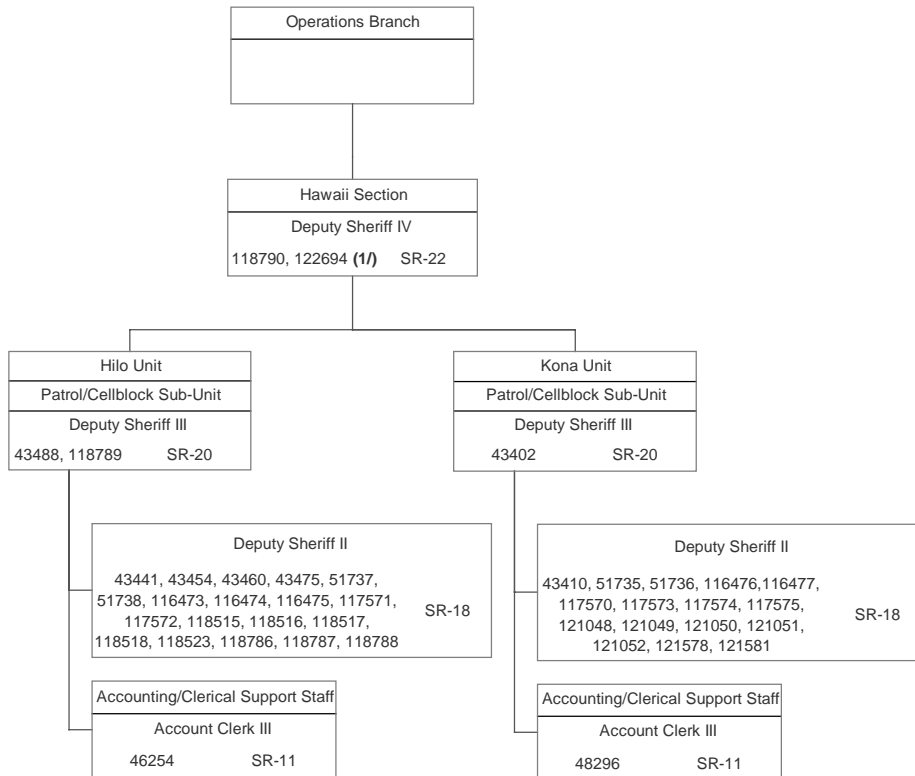 Operations Branch
Hawaii Section
Deputy Sheriff IV
118790, 122694 (1/) SR-22
Hilo Unit
Patrol/Cellblock Sub-Unit
Deputy Sheriff III
43488, 118789 SR-20
Deputy Sheriff II
43441, 43454, 43460, 43475, 51737,
51738, 116473, 116474, 116475, 117571,
117572, 118515, 118516, 118517,
118518, 118523, 118786, 118787, 118788
SR-18
Accounting/Clerical Support Staff
Account Clerk III
46254 SR-11
Kona Unit
Patrol/Cellblock Sub-Unit
Deputy Sheriff III
43402 SR-20
Deputy Sheriff II
43410, 51735, 51736, 116476,116477,
117570, 117573, 117574, 117575,
121048, 121049, 121050, 121051,
121052, 121578, 121581
SR-18
Accounting/Clerical Support Staff
Account Clerk III
48296 SR-11